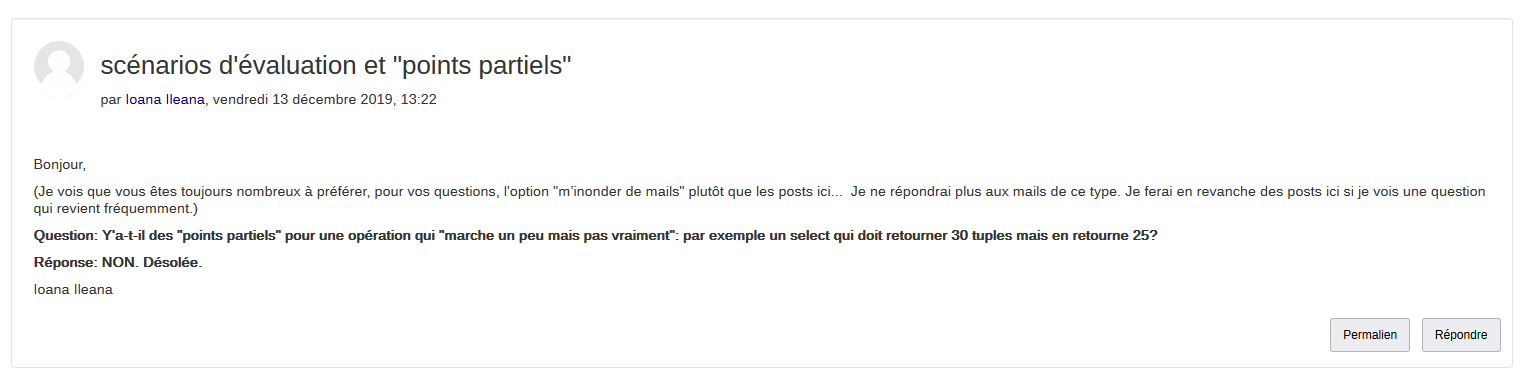 scénarios d'évaluation et "points partiels"
par Ioana Ileana, vendredi 13 décembre 2019, 13:22
Bonjour,
(Je vois que vous êtes toujours nombreux à préférer, pour vos questions, l'option "m'inonder de mails" plutôt que les posts ici...  Je ne répondrai plus aux mails de ce type. Je ferai en revanche des posts ici si je vois une question
qui revient fréquemment.)
Question: Y'a-t-il des "points partiels" pour une opération qui "marche un peu mais pas vraiment": par exemple un select qui doit retourner 30 tuples mais en retourne 25?
Réponse: NON. Désolée.
Ioana Ileana
Permalien Répondre